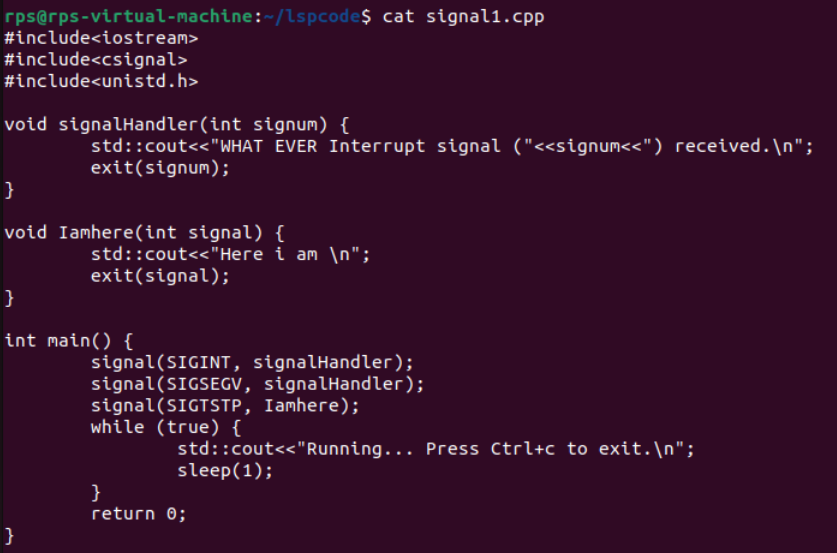 rps@rps-virtual-machine:~/lspcode$ cat signal1.cpp
#include<iostream>
#include<csignal>
#include<unistd.h>

void signalHandler(int signum) {
        std::cout<<"WHAT EVER Interrupt signal ("<<signum<<") received.\n";
        exit(signum);
}

void Iamhere(int signal) {
        std::cout<<"Here i am \n";
        exit(signal);
}

int main() {
        signal(SIGINT, signalHandler);
        signal(SIGSEGV, signalHandler);
        signal(SIGTSTP, Iamhere);
        while (true) {
                std::cout<<"Running... Press Ctrl+c to exit.\n";
                sleep(1);
        }
        return 0;
}